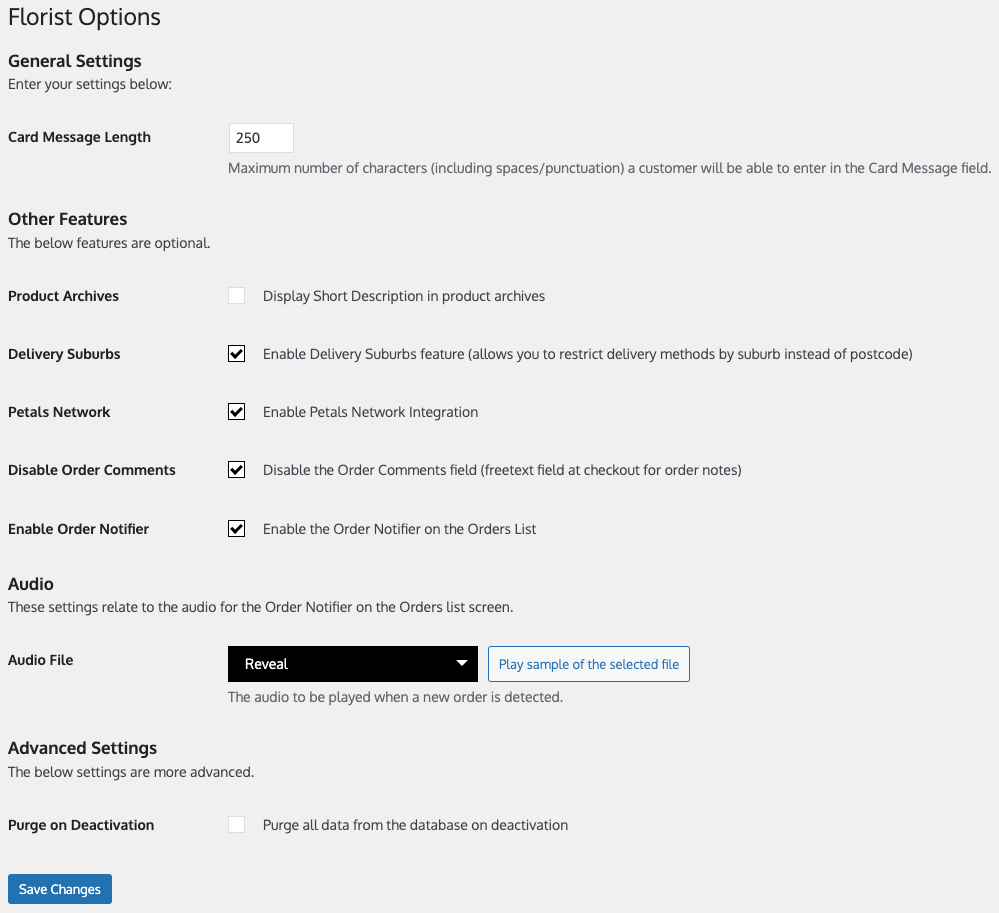 Florist Options
General Settings
Enter your settings below:
Card Message Length
250
Maximum number of characters (including spaces/punctuation) a customer will be able to enter in the Card Message field.
Other Features
The below features are optional.
Product Archives
Display Short Description in product archives
Delivery Suburbs
Enable Delivery Suburbs feature (allows you to restrict delivery methods by suburb instead of postcode)
Petals Network
Enable Petals Network Integration
Disable Order Comments
Disable the Order Comments field (freetext field at checkout for order notes)
Enable Order Notifier
Enable the Order Notifier on the Orders List
Audio
These settings relate to the audio for the Order Notifier on the Orders list screen.
Audio File
Reveal
Play sample of the selected file
The audio to be played when a new order is detected.
Advanced Settings
The below settings are more advanced.
Purge on Deactivation
Purge all data from the database on deactivation
Save Changes